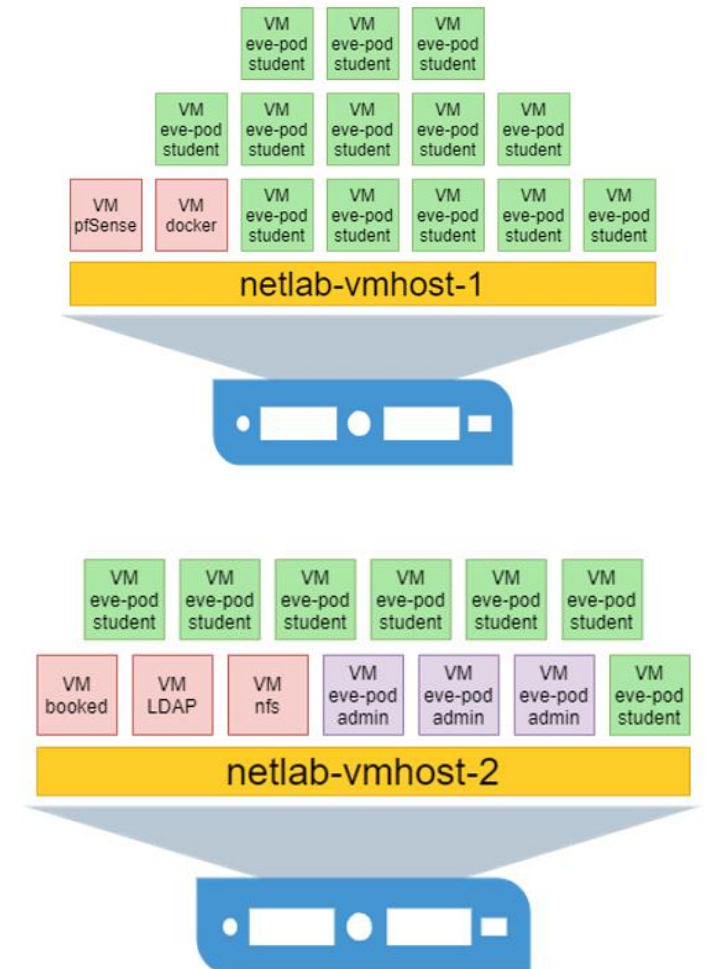 VM
eve-pod
student
VM
eve-pod
student
VM
eve-pod
student
VM
eve-pod
student
VM
eve-pod
student
VM
eve-pod
student
VM
eve-pod
student
VM
eve-pod
student
VM
pfSense
VM
docker
VM
eve-pod
student
VM
eve-pod
student
VM
eve-pod
student
VM
eve-pod
student
VM
eve-pod
student
netlab-vmhost-1
VM
eve-pod
student
VM
eve-pod
student
VM
eve-pod
student
VM
eve-pod
student
VM
eve-pod
student
VM
eve-pod
student
VM
booked
VM
LDAP
VM
nfs
VM
eve-pod
admin
VM
eve-pod
admin
VM
eve-pod
admin
VM
eve-pod
student
netlab-vmhost-2